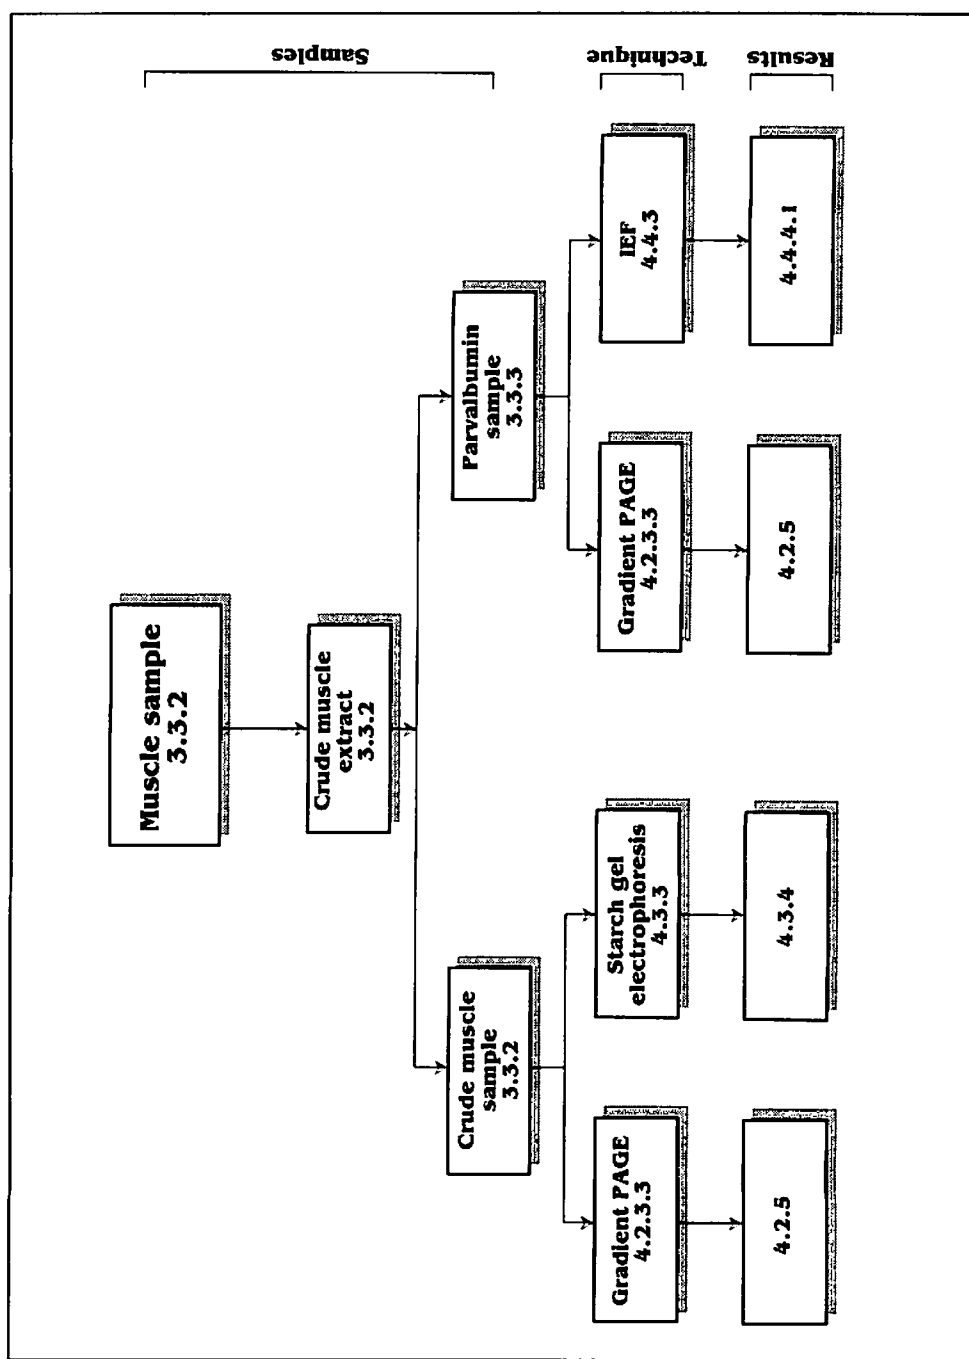 Muscle sample
3.3.2
Crude muscle
extract
3.3.2
Crude muscle
sample
3.3.2
Parvalbumin
sample
3.3.3
Gradient PAGE
4.2.3.3
Starch gel
electrophoresis
4.3.3
Gradient PAGE
4.2.3.3
IEF
4.4.3
4.2.5
4.3.4
4.2.5
4.4.4.1
Samples
Technique
Results